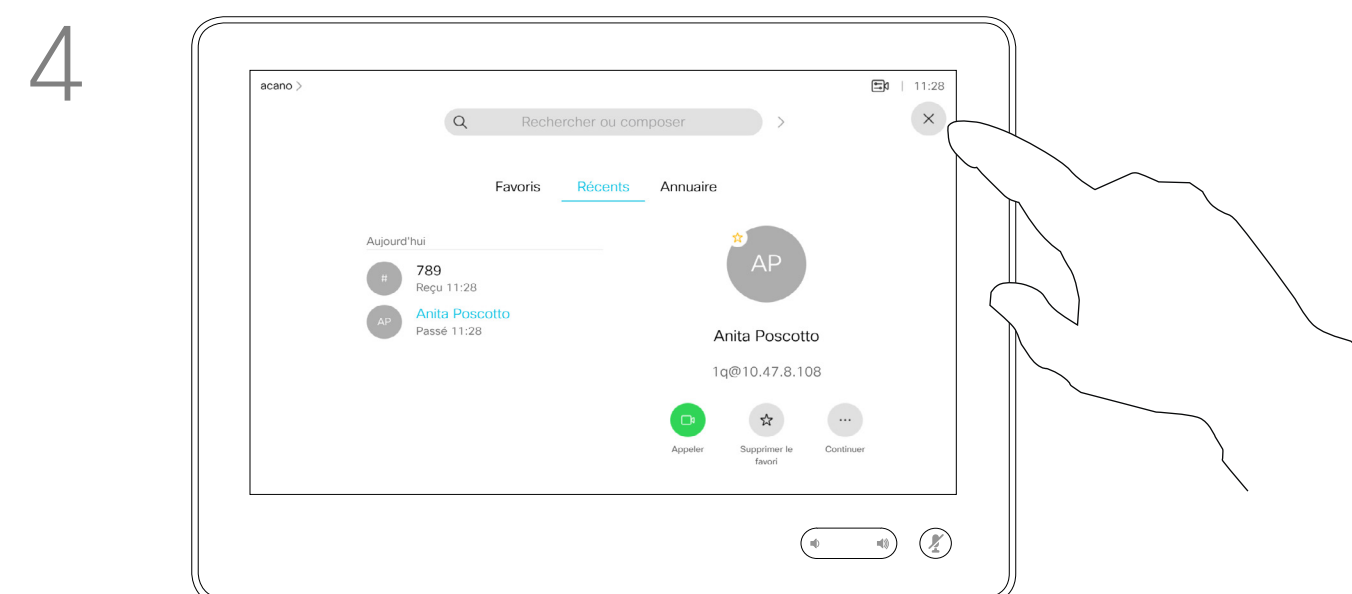 4
acano >
11:28
Rechercher ou composer
Favoris Récents Annuaire
Aujourd'hui
#
789
Reçu 11:28
AP
Anita Poscotto
Passé 11:28
AP
Anita Poscotto
1q@10.47.8.108
Appeler
Supprimer le
favori
Continuer